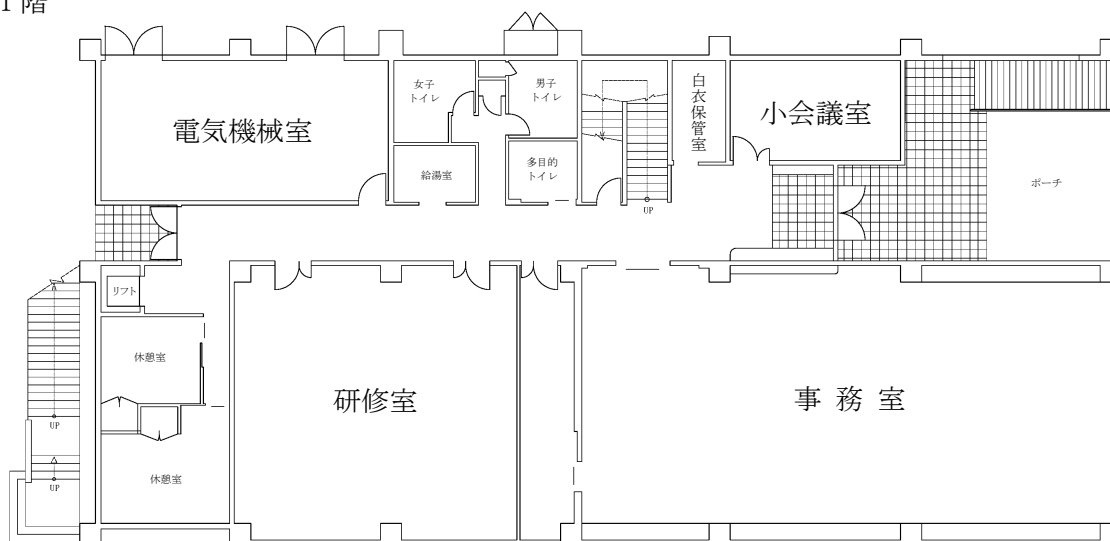 1階
電気機械室
女子
トイレ
給湯室
男子
トイレ
多目的
トイレ
UP
白衣保管室
小会議室
ポーチ
リフト
休憩室
休憩室
UP
UP
研修室
事務室